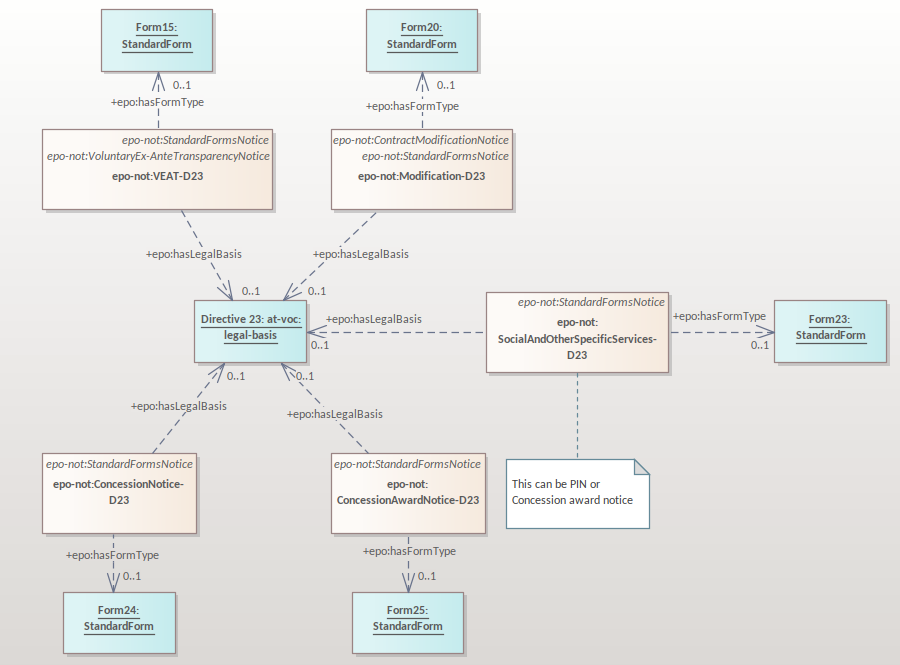 Form15:
StandardForm
Form20:
StandardForm
0..1
+epo:hasFormType
0..1
+epo:hasFormType
epo-not:StandardFormsNotice
epo-not:VoluntaryEx-AnteTransparencyNotice
epo-not:VEAT-D23
epo-not:ContractModificationNotice
epo-not:StandardFormsNotice
epo-not:Modification-D23
+epo:hasLegalBasis
0..1
+epo:hasLegalBasis
0..1
Directive 23: at-voc:
legal-basis
+epo:hasLegalBasis
0..1
epo-not:StandardFormsNotice
epo-not:
SocialAndOtherSpecificServices-
D23
+epo:hasFormType
0..1
Form23:
StandardForm
0..1
+epo:hasLegalBasis
0..1
+epo:hasLegalBasis
epo-not:StandardFormsNotice
epo-not:ConcessionNotice-
D23
epo-not:StandardFormsNotice
epo-not:
ConcessionAwardNotice-D23
This can be PIN or
Concession award notice
+epo:hasFormType
0..1
+epo:hasFormType
0..1
Form24:
StandardForm
Form25:
StandardForm